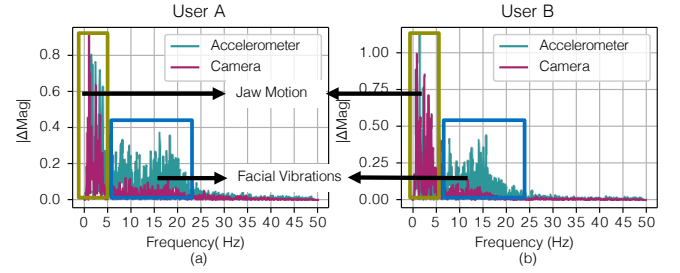 User A
User B
|ΔMag|
0.8
0.6
0.4
0.2
0.0
Accelerometer
Camera
|ΔMag|
1.00
0.75
0.50
0.25
0.00
Accelerometer
Camera
Jaw Motion
Facial Vibrations
0 5 10 15 20 25 30 35 40 45 50
0 5 10 15 20 25 30 35 40 45 50
Frequency( Hz)
Frequency (Hz)
(a)
(b)